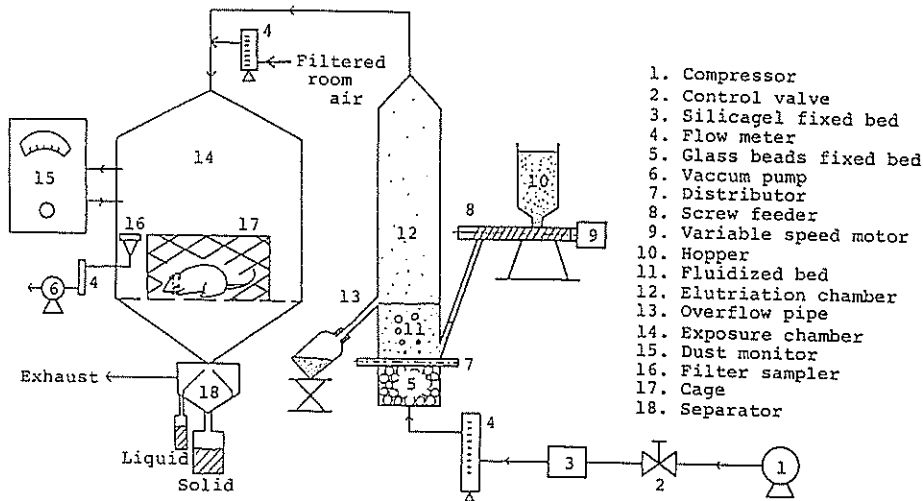 4
Filtered
room
air
14
15
16
17
4
6
Exhaust
18
Liquid
Solid
8
10
9
12
13
11
7
5
4
3
2
1
1. Compressor
2. Control valve
3. Silicagel fixed bed
4. Flow meter
5. Glass beads fixed bed
6. Vaccum pump
7. Distributor
8. Screw feeder
9. Variable speed motor
10. Hopper
11. Fluidized bed
12. Elutriation chamber
13. Overflow pipe
14. Exposure chamber
15. Dust monitor
16. Filter sampler
17. Cage
18. Separator